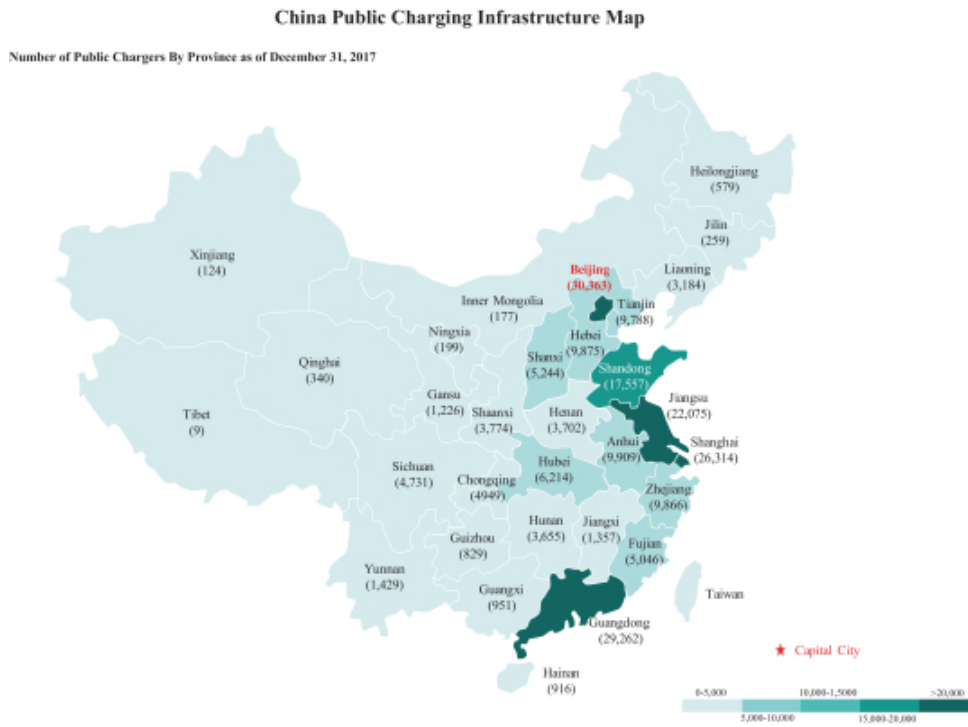 China Public Charging Infrastructure Map
Number of Public Chargers By Province as of December 31, 2017
Heilongjiang
(579)
Jilin
(259)
Xinjiang
(124)
Beijing
(30,363)
Liaoning
(3,184)
Inner Mongolia
(177)
Tianjin
(9,788)
Ningxia
(199)
Hebei
(9,875)
Qinghai
(340)
Shanxi
(5,244)
Shandong
(17,557)
Gansu
(1,226)
Jiangsu
(22,075)
Tibet
(9)
Shaanxi
(3,774)
Henan
(3,702)
Anhui
(9,909)
Shanghai
(26,314)
Sichuan
(4,731)
Chongqing
(4949)
Hubei
(6,214)
Zhejiang
(9,866)
Hunan
(3,655)
Jiangxi
(1,357)
Guizhou
(829)
Fujian
(5,046)
Yunnan
(1,429)
Guangxi
(951)
Taiwan
Guangdong
(29,262)
Capital City
Hainan
(916)
0-5,000
10,000-1,5000
>20,000
5,000-10,000
15,000-20,000